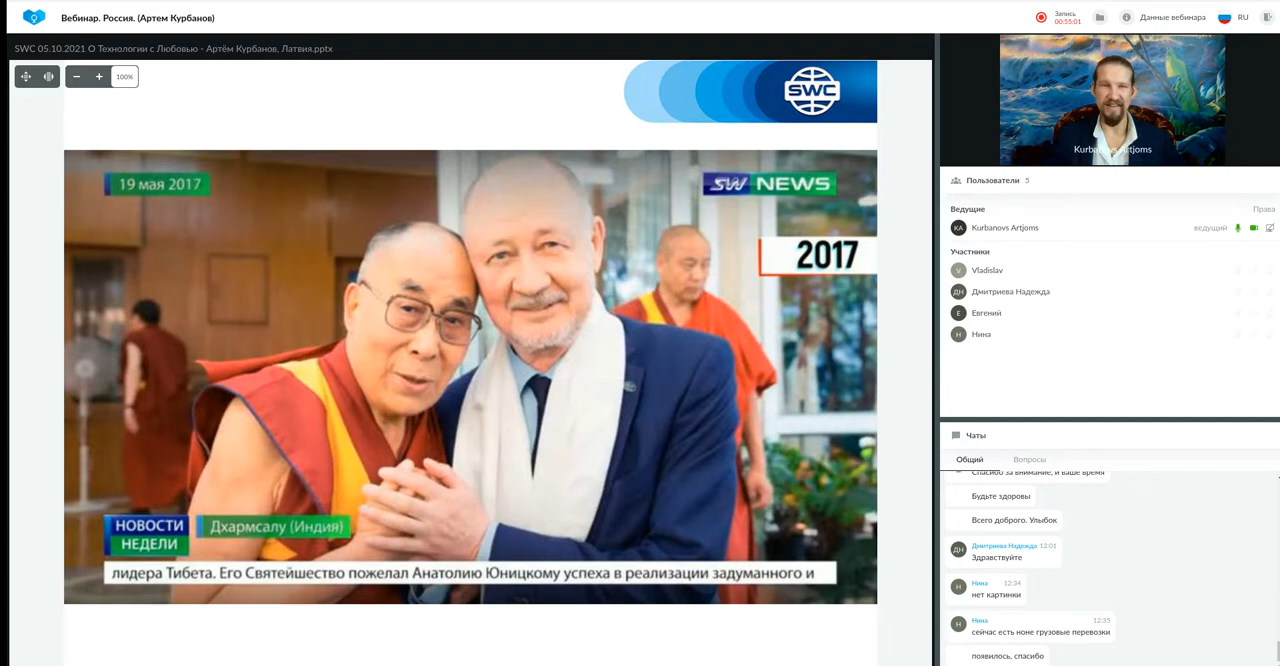 Вебинар. Россия. (Артем Курбанов)
Запись
00:55:01
Данные вебинара
RU
SWC 05.10.2021 О Технологии с Любовью - Артём Курбанов, Латвия.pptx
100%
SWC
19 мая 2017
SW NEWS
2017
НОВОСТИ
НЕДЕЛИ
Дхармсалу (Индия)
лидера Тибета. Его Святейшество пожелал Анатолию Юницкому успеха в реализации задуманного и
Kurbanovs Artjoms
Пользователи 5
Ведущие
Права
KA
Kurbanovs Artjoms
ведущий
Участники
V
Vladislav
ДН
Дмитриева Надежда
Е
Евгений
Н
Нина
Чаты
Общий
Вопросы
Спасибо за внимание, и ваше время
Будьте здоровы
Всего доброго. Улыбок
ДН
Дмитриева Надежда 12:01
Здравствуйте
Н
Нина 12:34
нет картинки
Н
Нина 12:35
сейчас есть ноне грузовые перевозки
появилось, спасибо